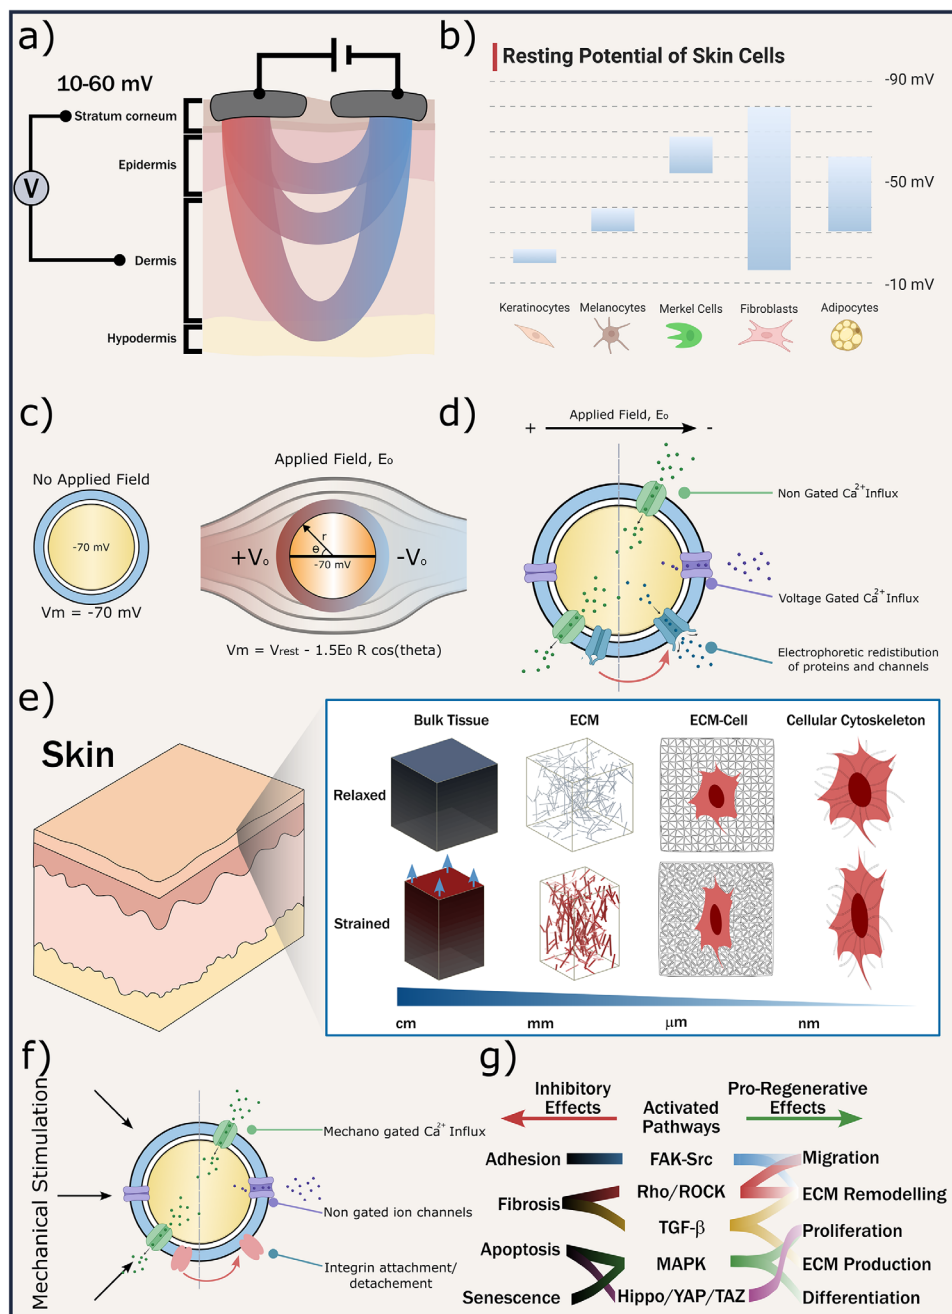 a)
10-60 mV
Stratum corneum
Epidermis
V
Dermis
Hypodermis
b)
Resting Potential of Skin Cells
-90 mV
-50 mV
-10 mV
Keratinocytes
Melanocytes
Merkel Cells
Fibroblasts
Adipocytes
c)
No Applied Field
-70 mV
Vm = -70 mV
Applied Field, E₀
+V₀
r
θ
-70 mV
-V₀
Vm = Vrest - 1.5E0 R cos(theta)
d)
Applied Field, E₀
+
-
Non Gated Ca²⁺ Influx
Voltage Gated Ca²⁺ Influx
Electrophoretic redistibution
of proteins and channels
e)
Skin
Bulk Tissue
ECM
ECM-Cell
Cellular Cytoskeleton
Relaxed
Strained
cm
mm
μm
nm
f)
Mechanical Stimulation
Mechano gated Ca²⁺ Influx
Non gated ion channels
Integrin attachment/
detachement
g)
Inhibitory
Effects
Activated
Pathways
Pro-Regenerative
Effects
Adhesion
FAK-Src
Migration
Fibrosis
Rho/ROCK
ECM Remodelling
TGF-β
Proliferation
Apoptosis
MAPK
ECM Production
Senescence
Hippo/YAP/TAZ
Differentiation